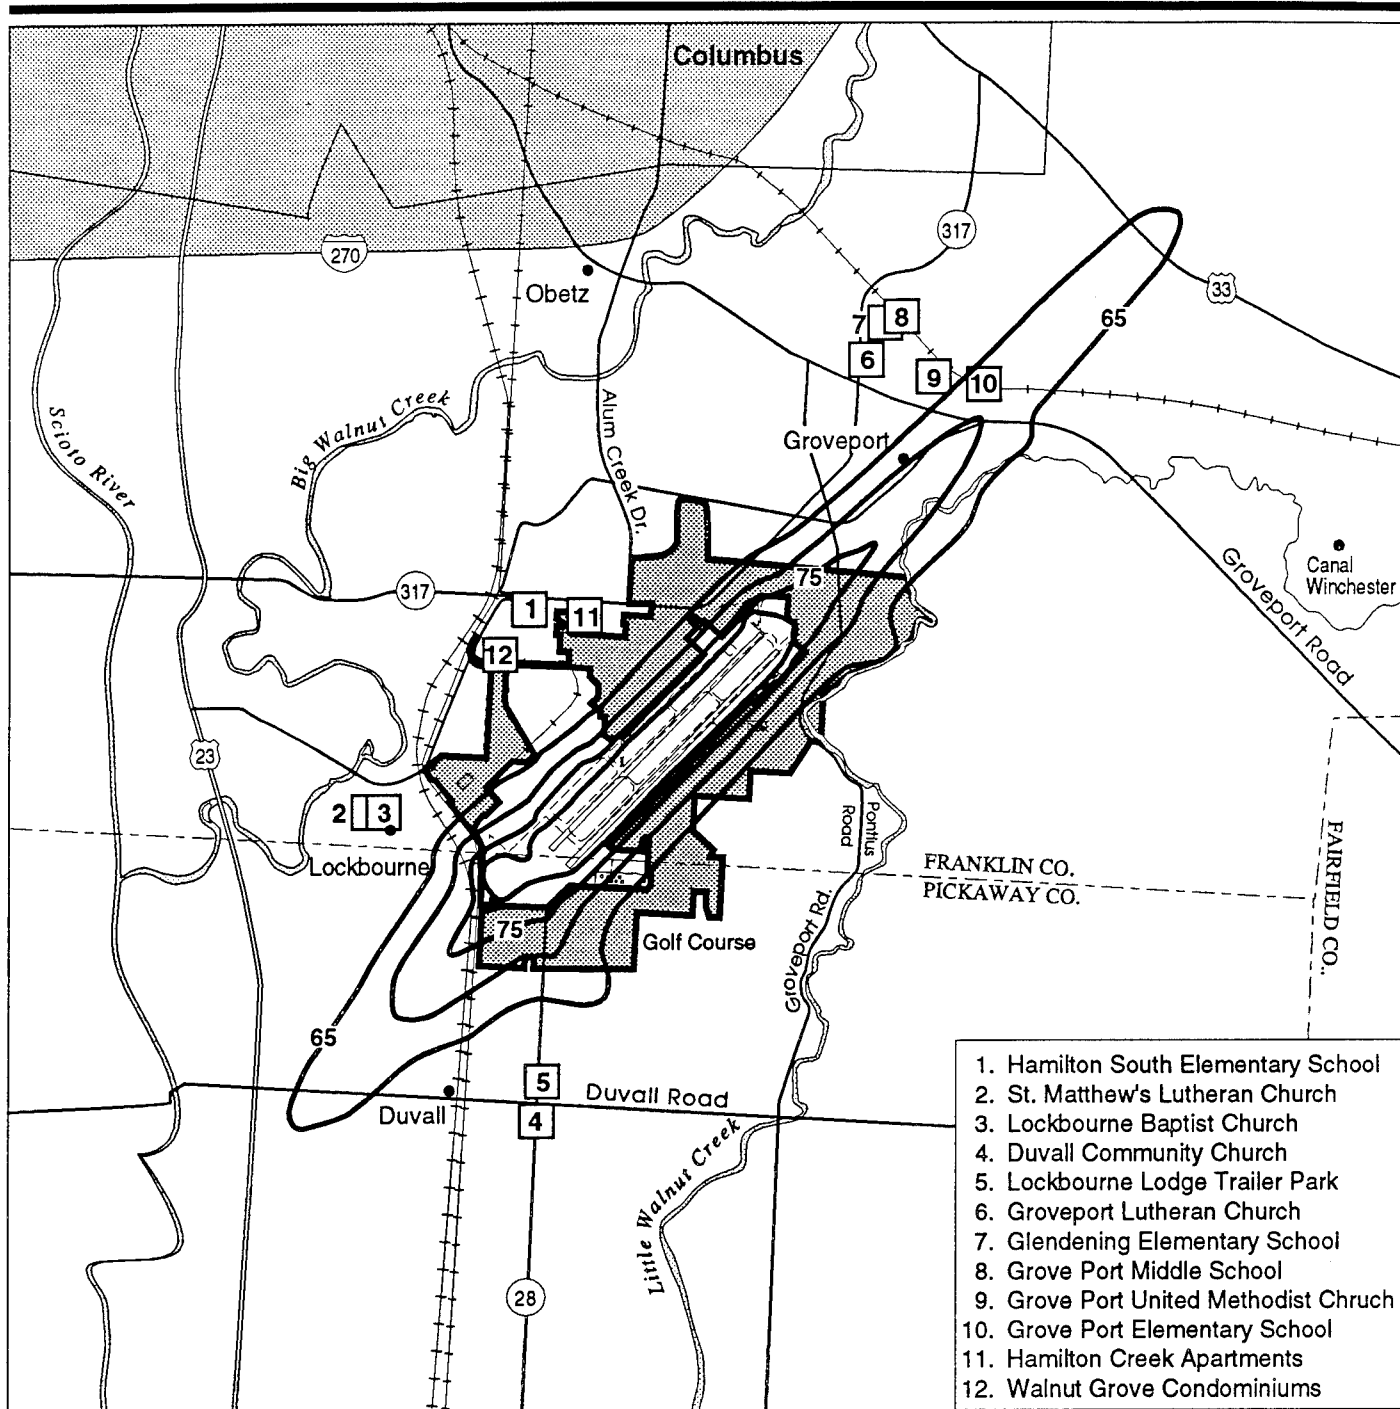 Columbus
270
317
33
Obetz
65
7
8
6
9
10
Big Walnut Creek
Scioto River
Alum Creek Dr.
Groveport
Canal
Winchester
Groveport Road
75
317
1
11
12
23
2
3
Lockbourne
Pontius
Road
FRANKLIN CO.
PICKAWAY CO.
FAIRFIELD CO.
75
Golf Course
Groveport Rd.
65
5
Duvall Road
Duvall
4
Little Walnut Creek
28
1. Hamilton South Elementary School
2. St. Matthew's Lutheran Church
3. Lockbourne Baptist Church
4. Duvall Community Church
5. Lockbourne Lodge Trailer Park
6. Groveport Lutheran Church
7. Glendening Elementary School
8. Grove Port Middle School
9. Grove Port United Methodist Chruch
10. Grove Port Elementary School
11. Hamilton Creek Apartments
12. Walnut Grove Condominiums